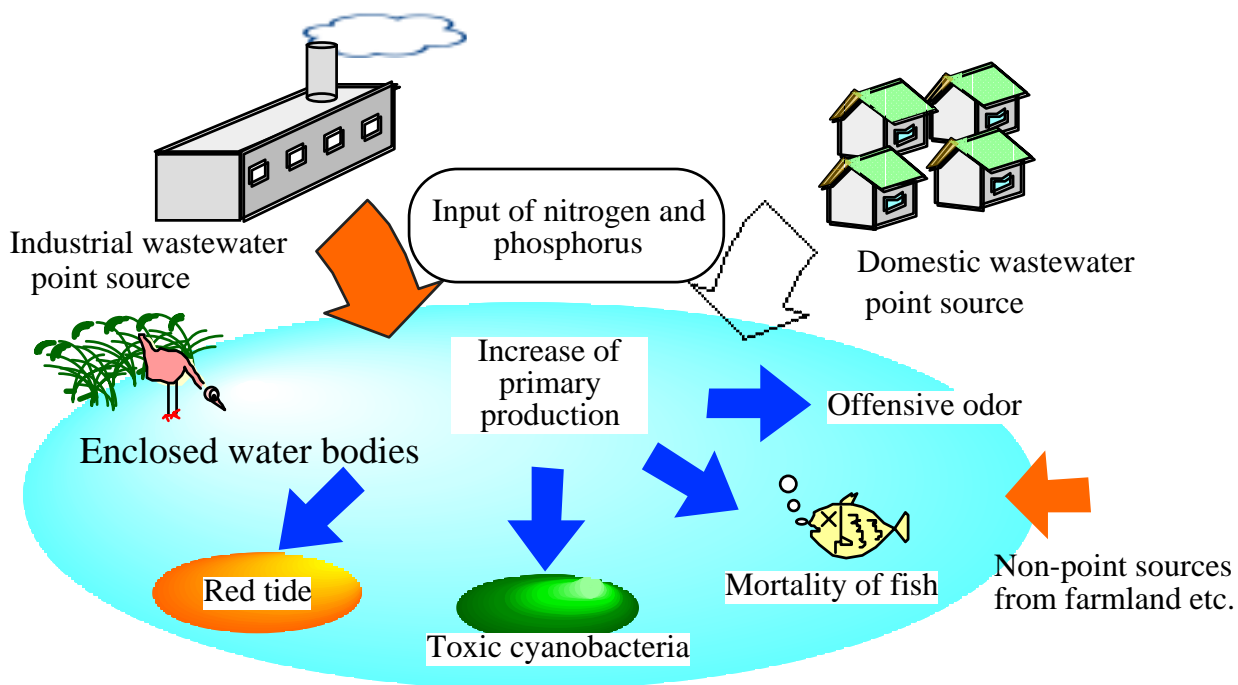 Input of nitrogen and
phosphorus
Industrial wastewater
point source
Domestic wastewater
point source
Increase of
primary
production
Offensive odor
Enclosed water bodies
Red tide
Toxic cyanobacteria
Mortality of fish
Non-point sources
from farmland etc.